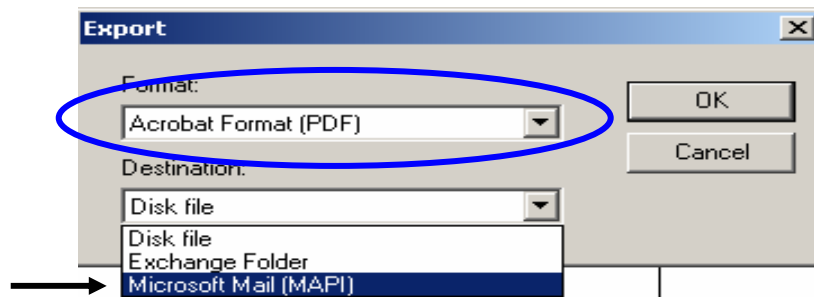 Export
Format:
Acrobat Format (PDF)
OK
Cancel
Destination:
Disk file
Disk file
Exchange Folder
Microsoft Mail (MAPI)